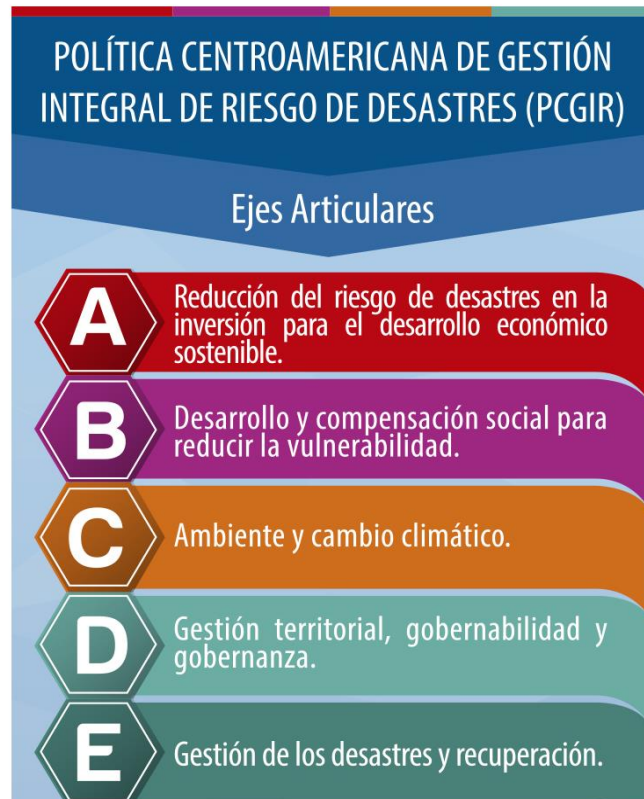 POLÍTICA CENTROAMERICANA DE GESTIÓN
INTEGRAL DE RIESGO DE DESASTRES (PCGIR)
Ejes Articulares
A
Reducción del riesgo de desastres en la
inversión para el desarrollo económico
sostenible.
B
Desarrollo y compensación social para
reducir la vulnerabilidad.
C
Ambiente y cambio climático.
D
Gestión territorial, gobernabilidad y
gobernanza.
E
Gestión de los desastres y recuperación.